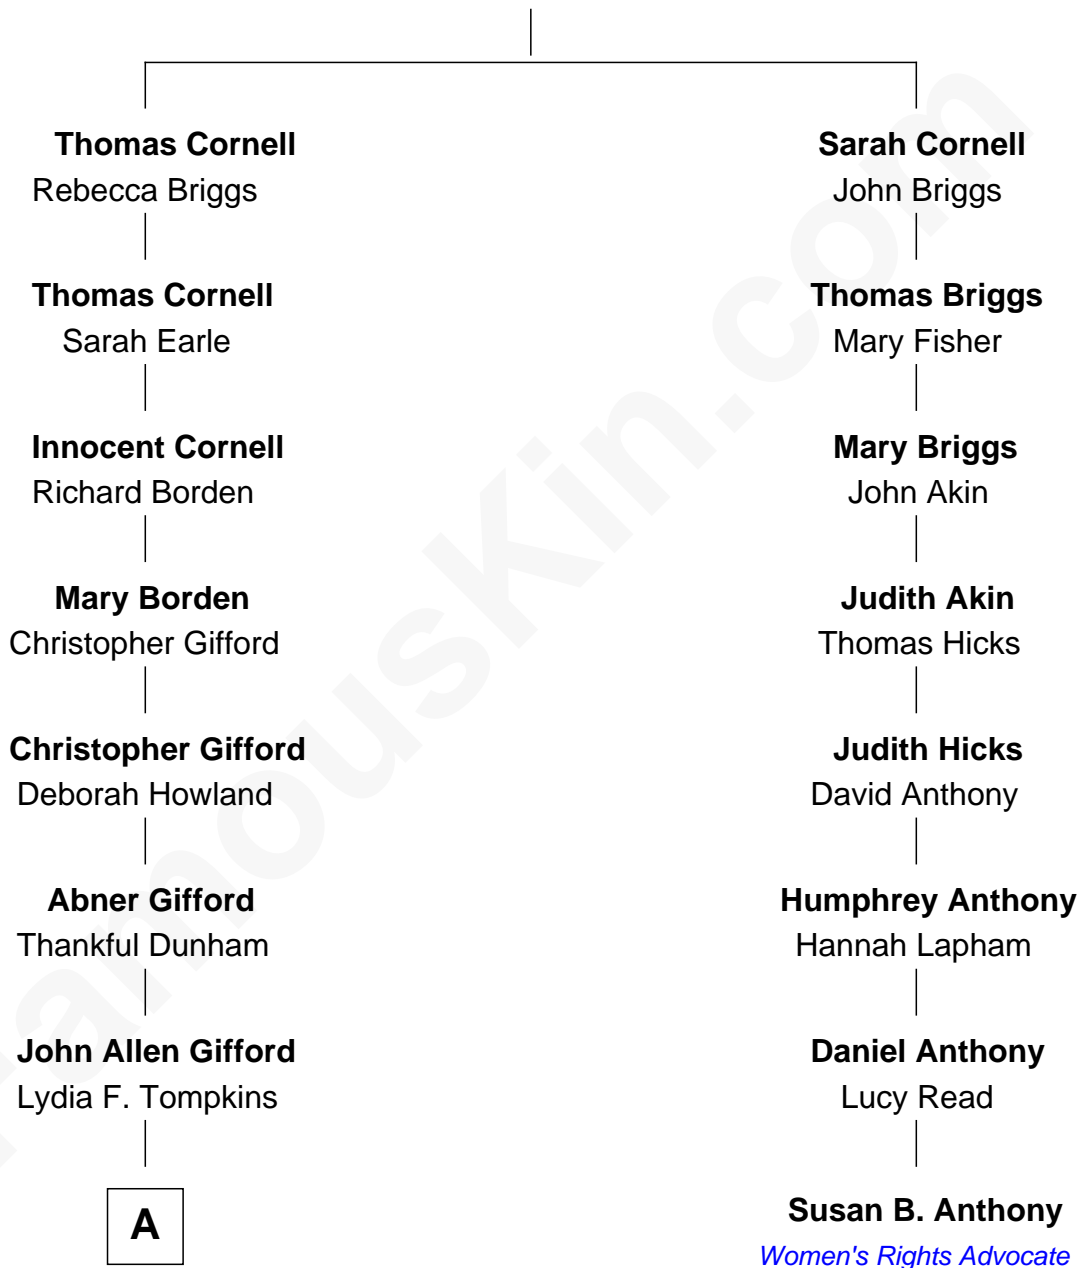 Thomas Cornell
Rebecca Briggs
Thomas Cornell
Sarah Earle
Innocent Cornell
Richard Borden
Mary Borden
Christopher Gifford
Christopher Gifford
Deborah Howland
Abner Gifford
Thankful Dunham
John Allen Gifford
Lydia F. Tompkins
A
Sarah Cornell
John Briggs
Thomas Briggs
Mary Fisher
Mary Briggs
John Akin
Judith Akin
Thomas Hicks
Judith Hicks
David Anthony
Humphrey Anthony
Hannah Lapham
Daniel Anthony
Lucy Read
Susan B. Anthony
Women's Rights Advocate
FamousKin.com